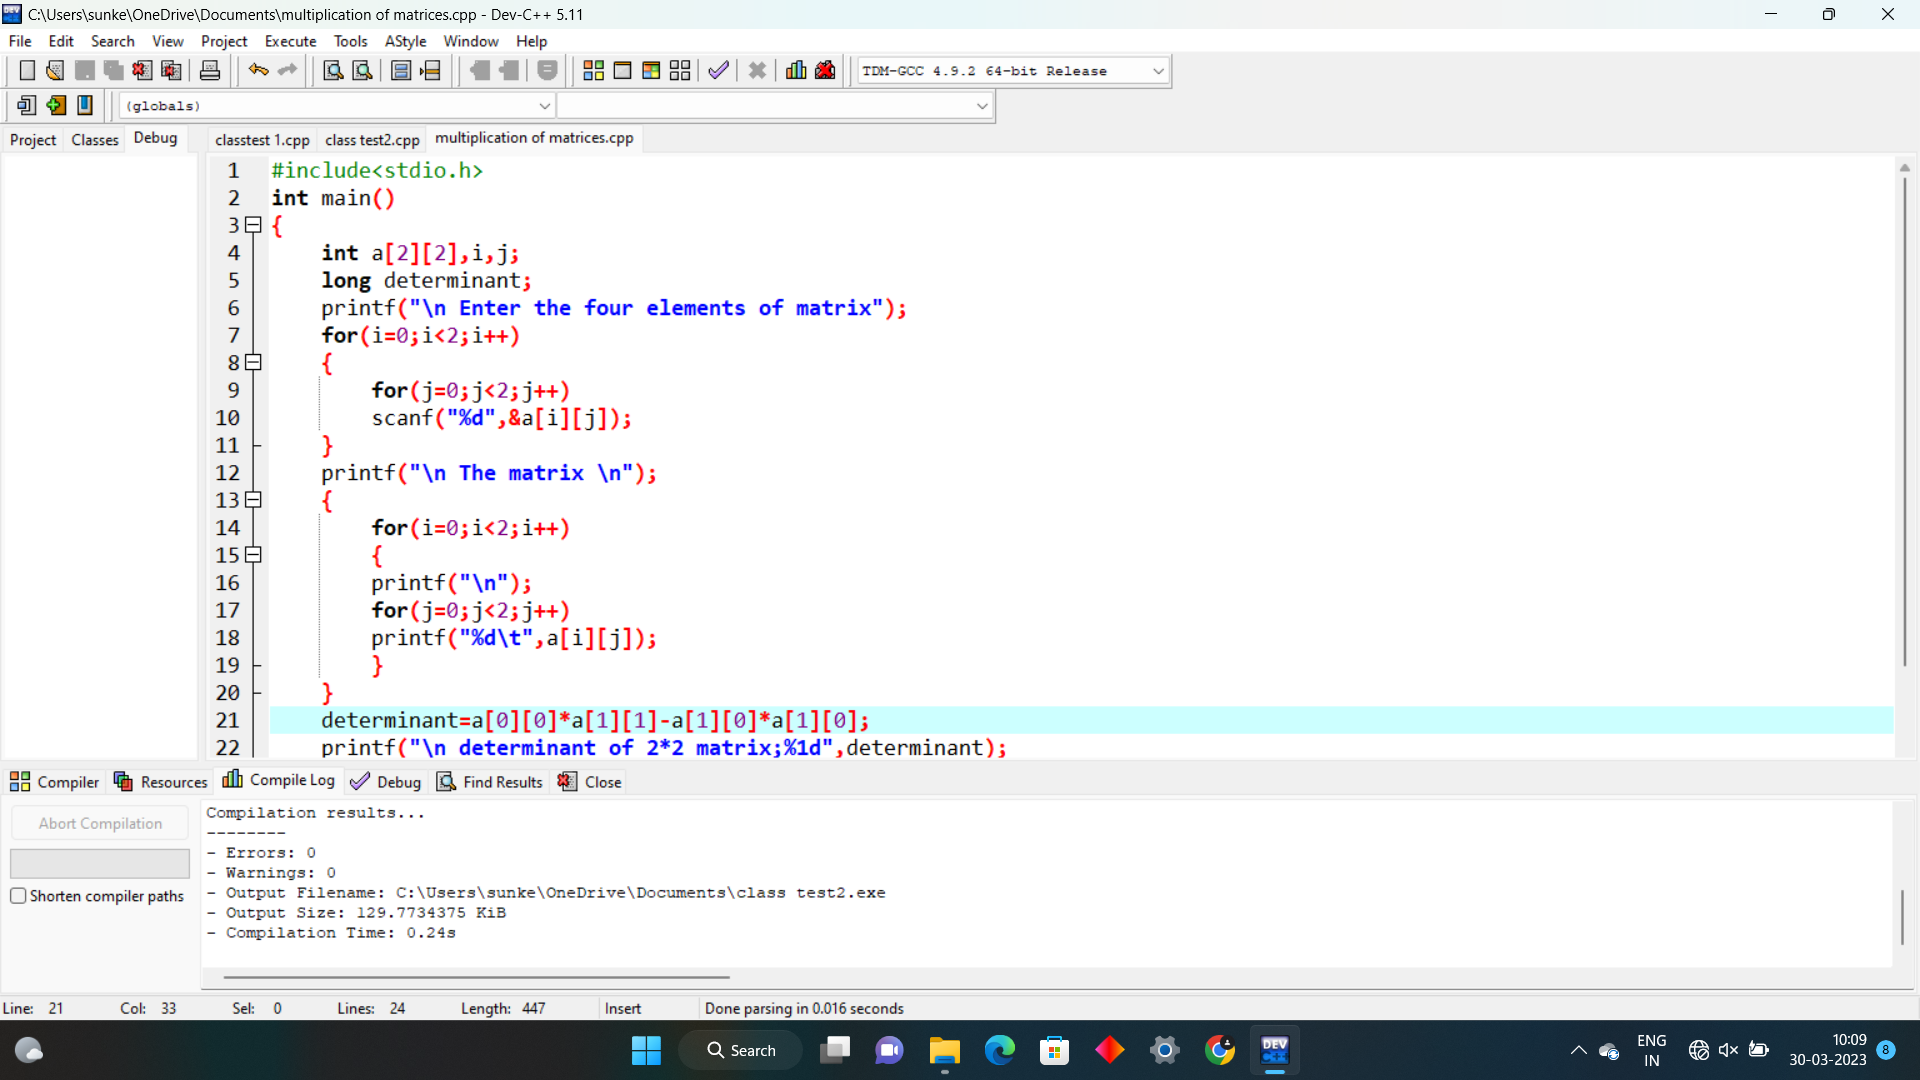 C:\Users\sunke\OneDrive\Documents\multiplication of matrices.cpp - Dev-C++ 5.11
File Edit Search View Project Execute Tools AStyle Window Help
TDM-GCC 4.9.2 64-bit Release
(globals)
Project Classes Debug classtest 1.cpp class test2.cpp multiplication of matrices.cpp
1 #include<stdio.h>
2 int main()
3 {
4 int a[2][2],i,j;
5 long determinant;
6 printf("\n Enter the four elements of matrix");
7 for(i=0;i<2;i++)
8 {
9 for(j=0;j<2;j++)
10 scanf("%d",&a[i][j]);
11 }
12 printf("\n The matrix \n");
13 {
14 for(i=0;i<2;i++)
15 {
16 printf("\n");
17 for(j=0;j<2;j++)
18 printf("%d\t",a[i][j]);
19 }
20 }
21 determinant=a[0][0]*a[1][1]-a[1][0]*a[1][0];
22 printf("\n determinant of 2*2 matrix;%1d",determinant);
Compiler Resources Compile Log Debug Find Results Close
Abort Compilation
Shorten compiler paths
Compilation results...
--------
- Errors: 0
- Warnings: 0
- Output Filename: C:\Users\sunke\OneDrive\Documents\class test2.exe
- Output Size: 129.7734375 KiB
- Compilation Time: 0.24s
Line: 21 Col: 33 Sel: 0 Lines: 24 Length: 447 Insert Done parsing in 0.016 seconds
Search
DEV
C++
ENG
IN
10:09
30-03-2023
8